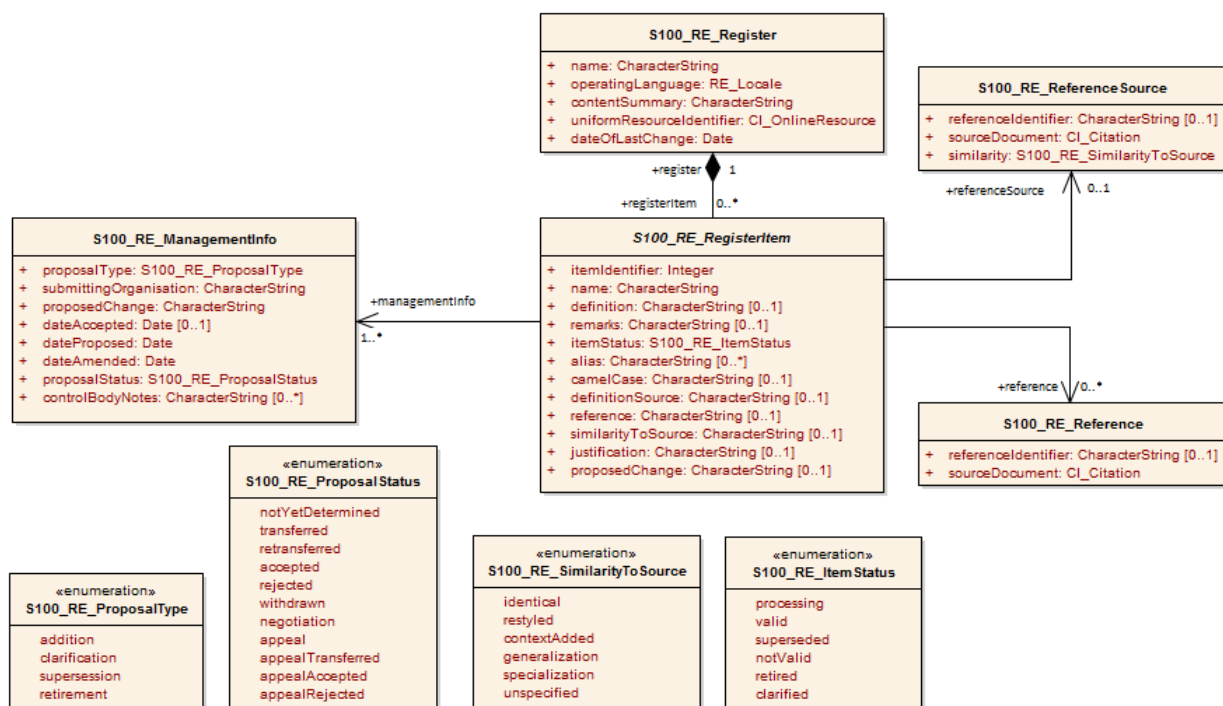 S100_RE_Register
+ name: CharacterString
+ operatingLanguage: RE_Locale
+ contentSummary: CharacterString
+ uniformResourceIdentifier: CI_OnlineResource
+ dateOfLastChange: Date
+register 1
+registerItem 0..*
S100_RE_ReferenceSource
+ referenceIdentifier: CharacterString [0..1]
+ sourceDocument: CI_Citation
+ similarity: S100_RE_SimilarityToSource
+referenceSource 0..1
S100_RE_ManagementInfo
+ proposalType: S100_RE_ProposalType
+ submittingOrganisation: CharacterString
+ proposedChange: CharacterString
+ dateAccepted: Date [0..1]
+ dateProposed: Date
+ dateAmended: Date
+ proposalStatus: S100_RE_ProposalStatus
+ controlBodyNotes: CharacterString [0..*]
+managementInfo
1..*
S100_RE_RegisterItem
+ itemIdentifier: Integer
+ name: CharacterString
+ definition: CharacterString [0..1]
+ remarks: CharacterString [0..1]
+ itemStatus: S100_RE_ItemStatus
+ alias: CharacterString [0..*]
+ camelCase: CharacterString [0..1]
+ definitionSource: CharacterString [0..1]
+ reference: CharacterString [0..1]
+ similarityToSource: CharacterString [0..1]
+ justification: CharacterString [0..1]
+ proposedChange: CharacterString [0..1]
+reference 0..*
S100_RE_Reference
+ referenceIdentifier: CharacterString [0..1]
+ sourceDocument: CI_Citation
«enumeration»
S100_RE_ProposalType
addition
clarification
supersession
retirement
«enumeration»
S100_RE_ProposalStatus
notYetDetermined
transferred
retransferred
accepted
rejected
withdrawn
negotiation
appeal
appealTransferred
appealAccepted
appealRejected
«enumeration»
S100_RE_SimilarityToSource
identical
restyled
contextAdded
generalization
specialization
unspecified
«enumeration»
S100_RE_ItemStatus
processing
valid
superseded
notValid
retired
clarified